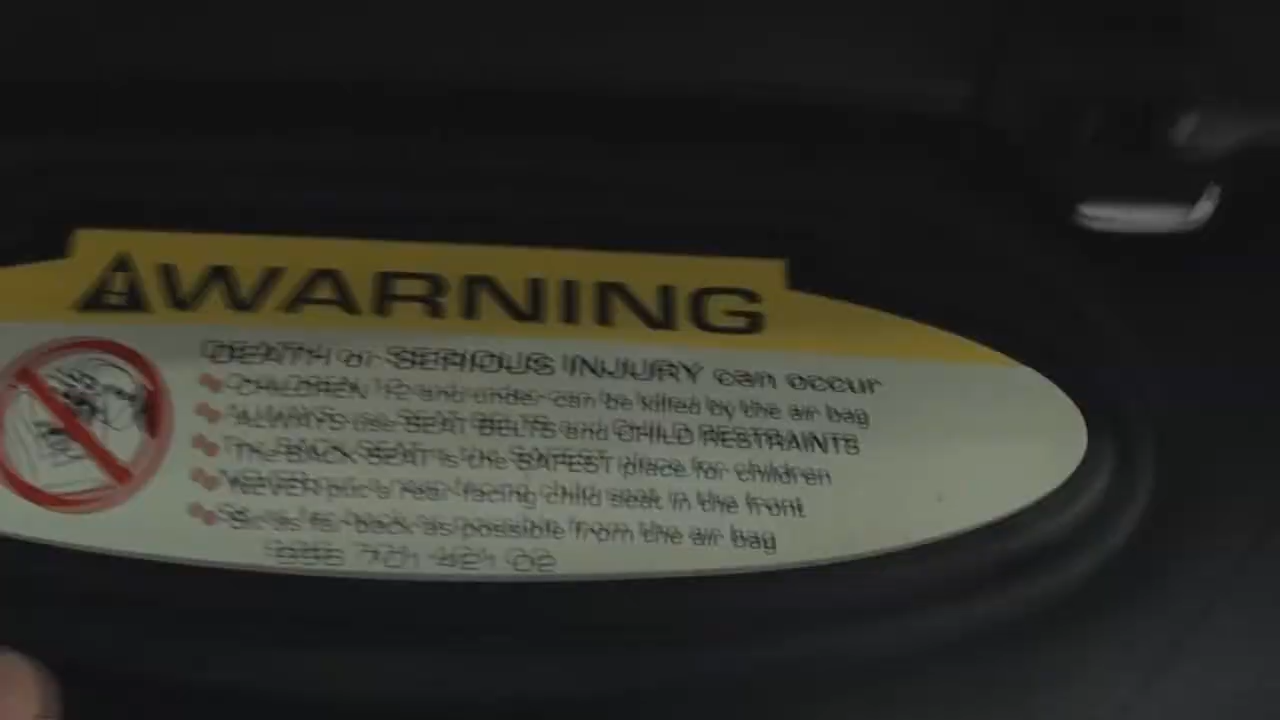 WARNING
DEATH or SERIOUS INJURY can occur
CHILDREN 12 and under can be killed by the air bag
ALWAYS use SEAT BELTS and CHILD RESTRAINTS
The BACK SEAT is the SAFEST place for children
NEVER put a rear-facing child seat in the front
Sit as far back as possible from the air bag